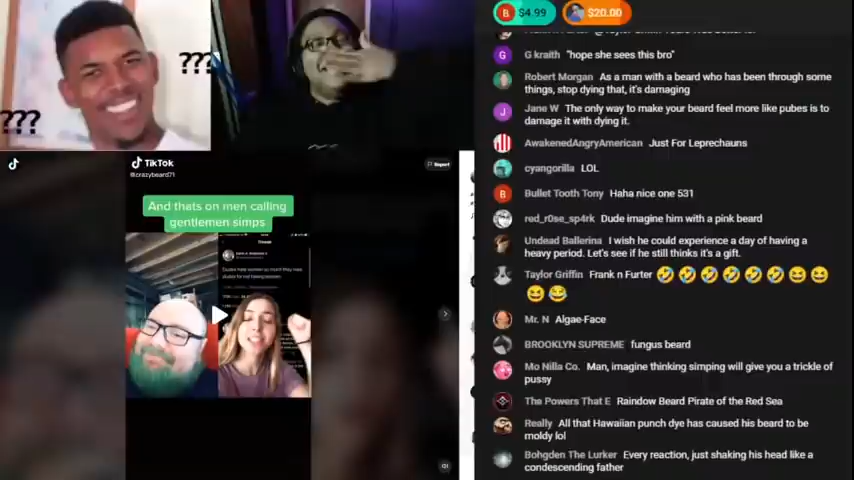 ???
???
TikTok
@crazybeard71
Report
And thats on men calling
gentlemen simps
B $4.99
$20.00
G kraith "hope she sees this bro"
Robert Morgan As a man with a beard who has been through some
things, stop dying that, it's damaging
Jane W The only way to make your beard feel more like pubes is to
damage it with dying it.
AwakenedAngryAmerican Just For Leprechauns
cyangorilla LOL
Bullet Tooth Tony Haha nice one 531
red_r0se_sp4rk Dude imagine him with a pink beard
Undead Ballerina I wish he could experience a day of having a
heavy period. Let's see if he still thinks it's a gift.
Taylor Griffin Frank n Furter 🤣🤣🤣🤣🤣🤣😆😆
😆😂
Mr. N Algae-Face
BROOKLYN SUPREME fungus beard
Mo Nilla Co. Man, imagine thinking simping will give you a trickle of
pussy
The Powers That E Raindow Beard Pirate of the Red Sea
Really All that Hawaiian punch dye has caused his beard to be
moldy lol
Bohgden The Lurker Every reaction, just shaking his head like a
condescending father